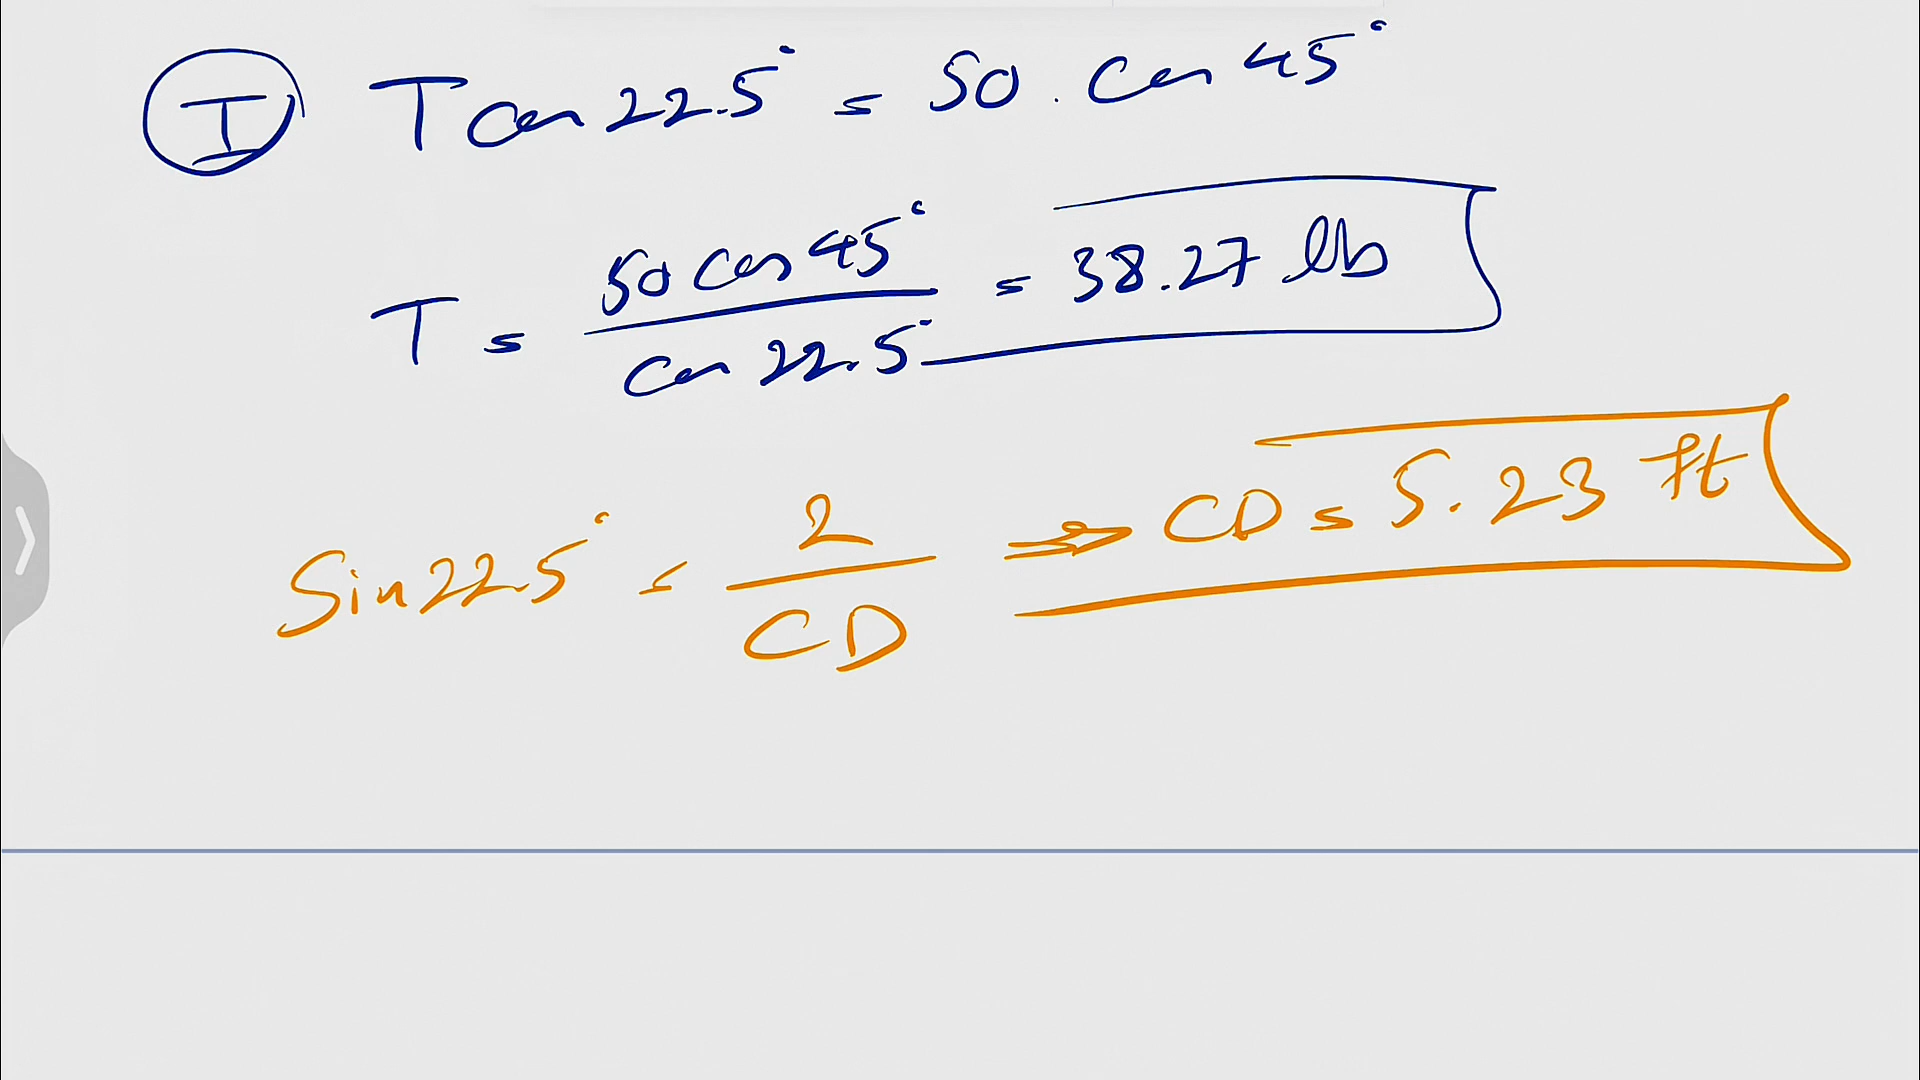 I T cos 22.5° = 50 . cos 45°
T = 50 cos 45° / cos 22.5° = 38.27 lb
Sin 22.5° = 2 / CD ⇒ CD = 5.23 ft